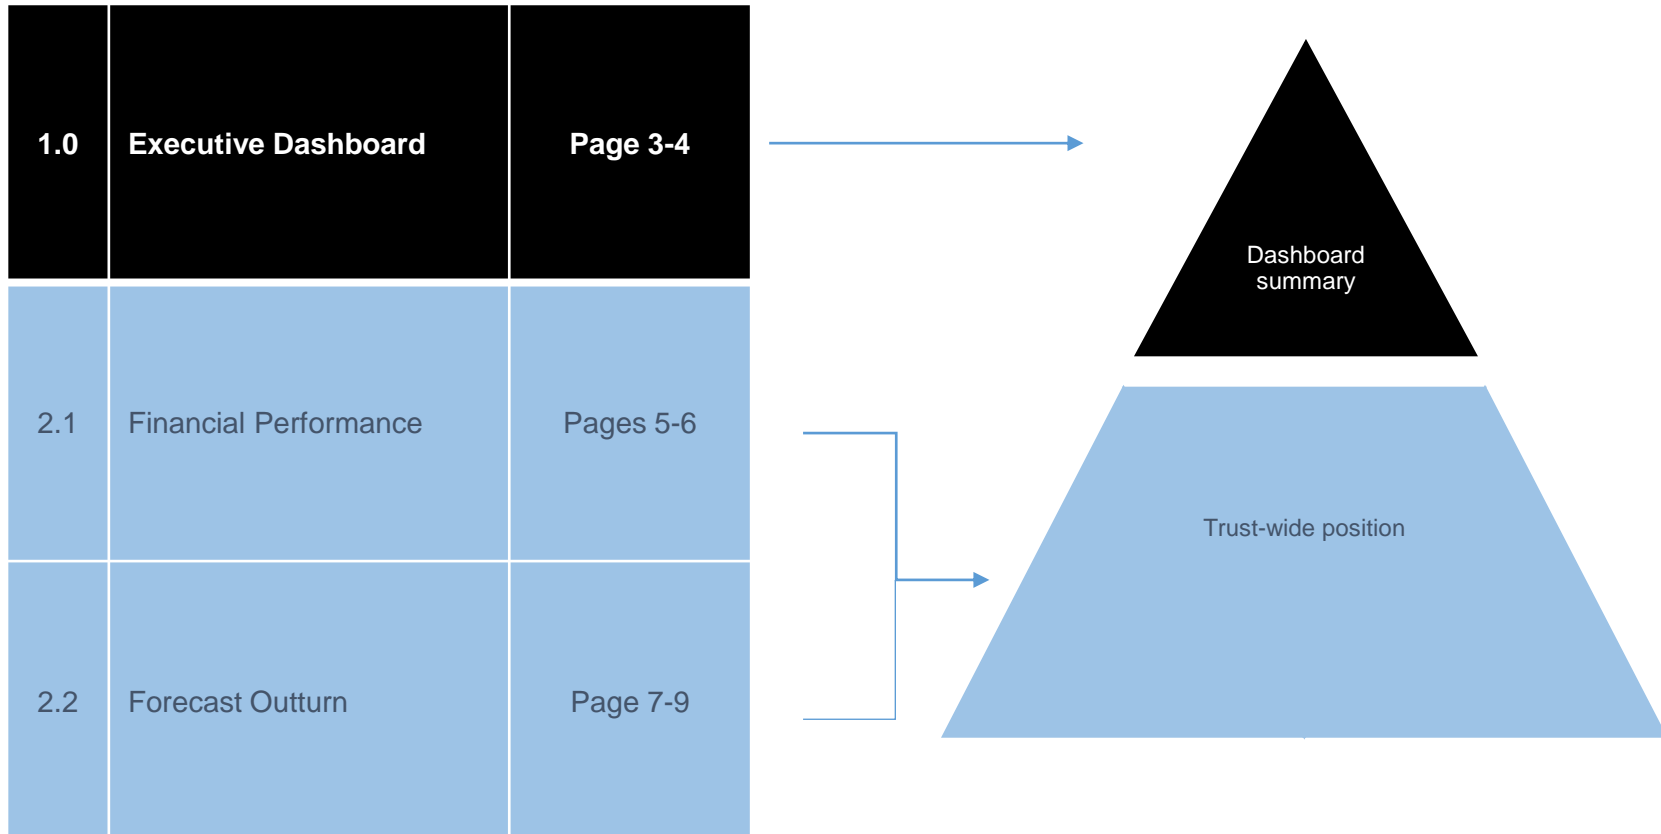 1.0 Executive Dashboard Page 3-4
2.1 Financial Performance Pages 5-6
2.2 Forecast Outturn Page 7-9
Dashboard
summary
Trust-wide position